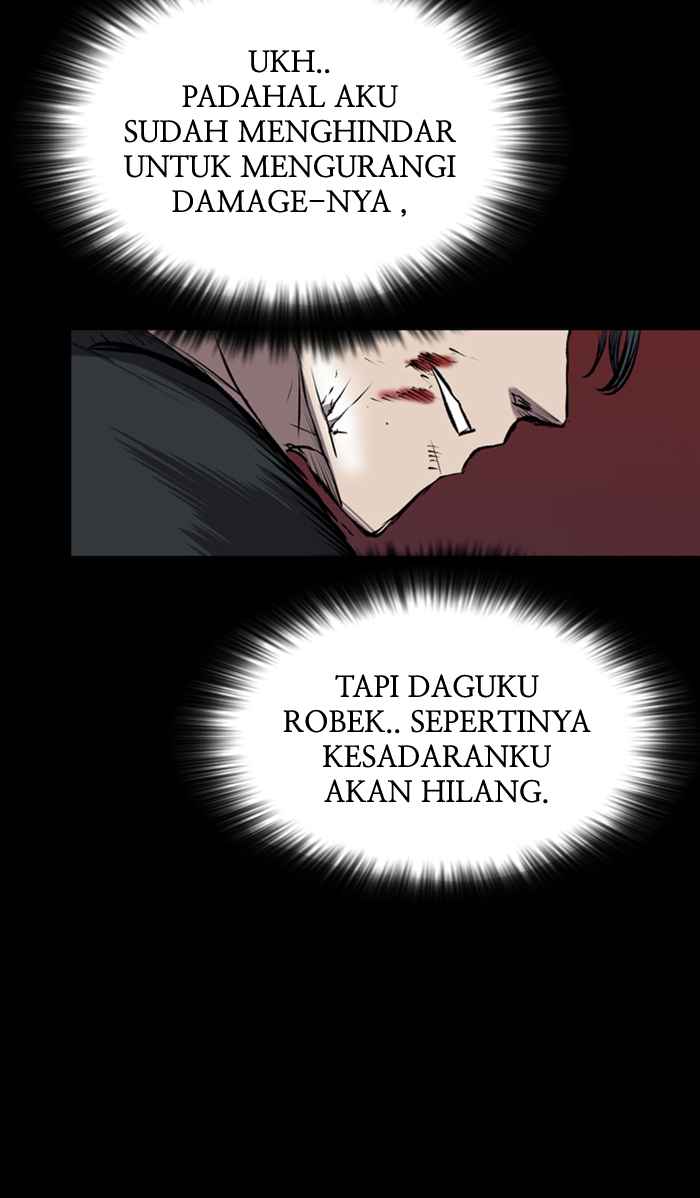 UKH..
PADAHAL AKU
SUDAH MENGHINDAR
UNTUK MENGURANGI
DAMAGE-NYA ,
TAPI DAGUKU
ROBEK.. SEPERTINYA
KESADARANKU
AKAN HILANG.